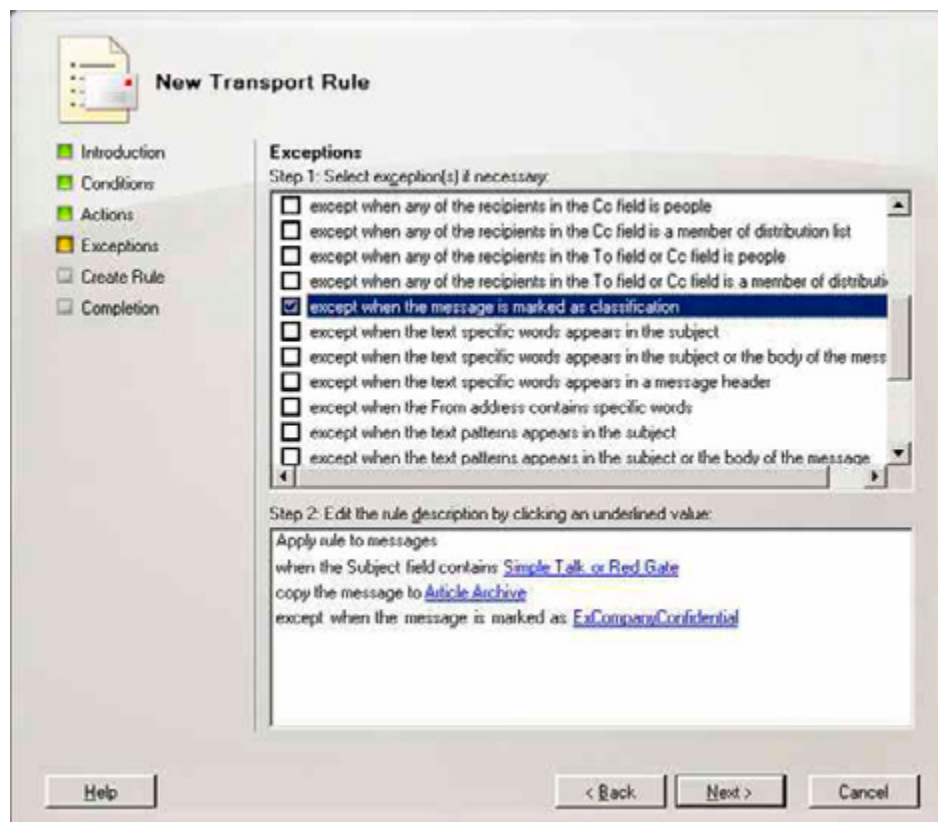 New Transport Rule
Introduction
Conditions
Actions
Exceptions
Create Rule
Completion
Exceptions
Step 1: Select exception(s) if necessary:
except when any of the recipients in the Cc field is people
except when any of the recipients in the Cc field is a member of distribution list
except when any of the recipients in the To field or Cc field is people
except when any of the recipients in the To field or Cc field is a member of distributi
except when the message is marked as classification
except when the text specific words appears in the subject
except when the text specific words appears in the subject or the body of the mess
except when the text specific words appears in a message header
except when the From address contains specific words
except when the text patterns appears in the subject
except when the text patterns appears in the subject or the body of the message
Step 2: Edit the rule description by clicking an underlined value:
Apply rule to messages
when the Subject field contains Simple Talk or Red Gate
copy the message to Article Archive
except when the message is marked as ExCompanyConfidential
Help
< Back
Next >
Cancel